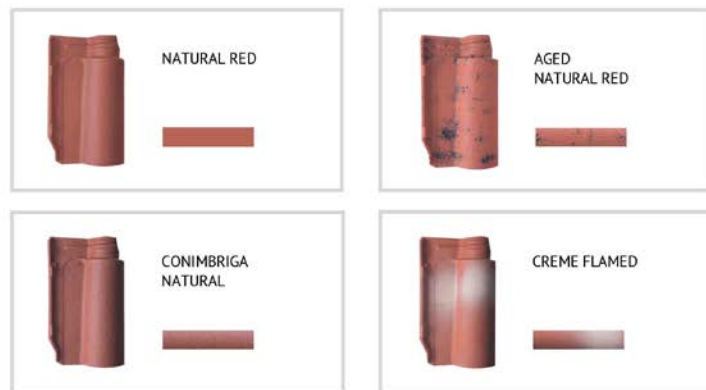 NATURAL RED
AGED
NATURAL RED
CONIMBRIGA
NATURAL
CREME FLAMED